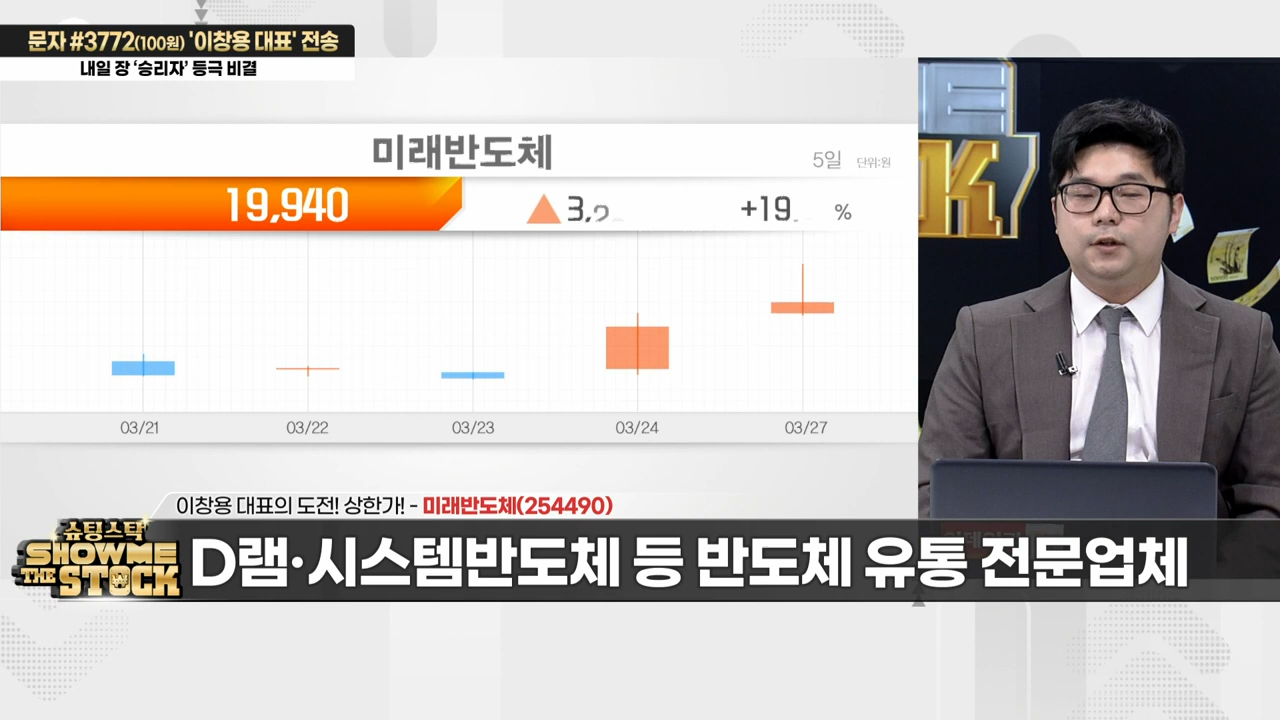 문자 #3772(100원) '이창용 대표' 전송
내일 장 ‘승리자’ 등극 비결
미래반도체
5일 단위:원
19,940
3,2
+19. %
03/21 03/22 03/23 03/24 03/27
이창용 대표의 도전! 상한가! - 미래반도체(254490)
슈팅스탁
SHOW ME
THE STOCK
D램·시스템반도체 등 반도체 유통 전문업체
K